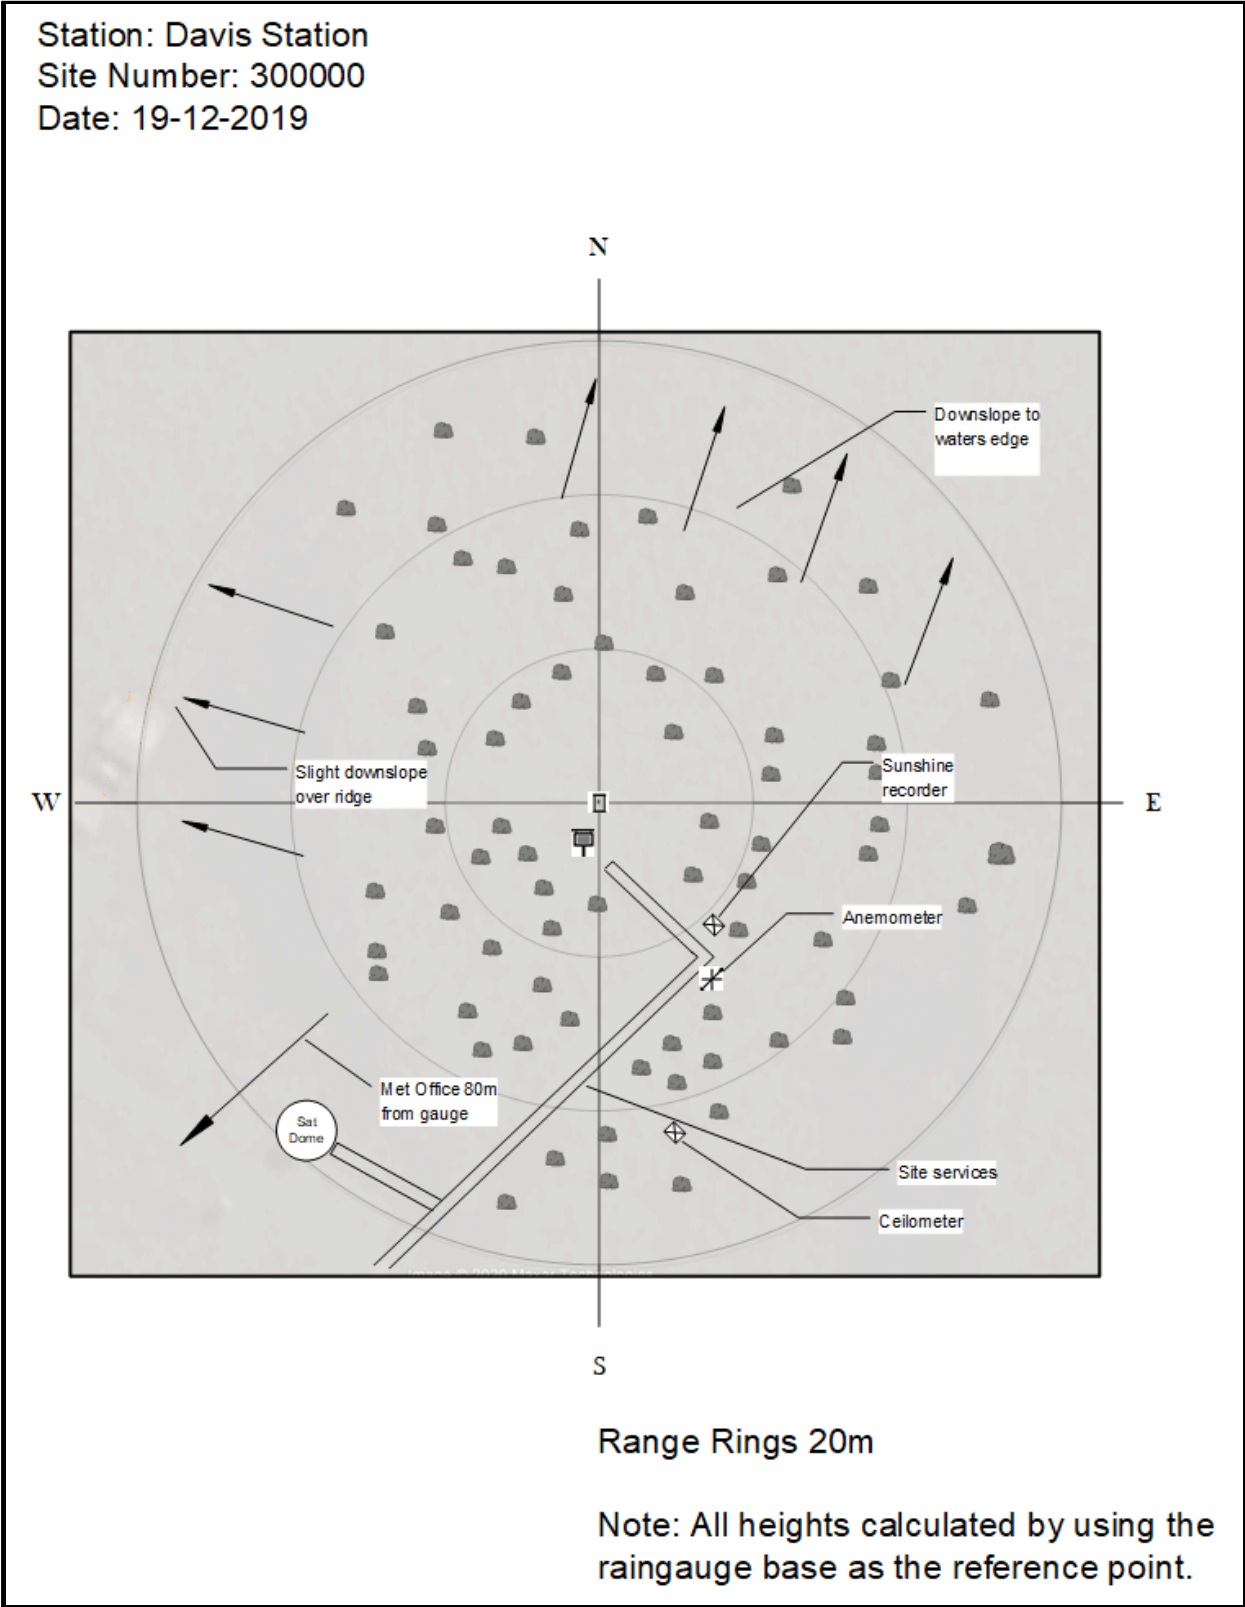 Station: Davis Station
Site Number: 300000
Date: 19-12-2019
N
Downslope to
waters edge
Sunshine
recorder
Slight downslope
over ridge
W
E
Anemometer
Met Office 80m
from gauge
Sat
Dome
Site services
Ceilometer
S
Range Rings 20m
Note: All heights calculated by using the
raingauge base as the reference point.